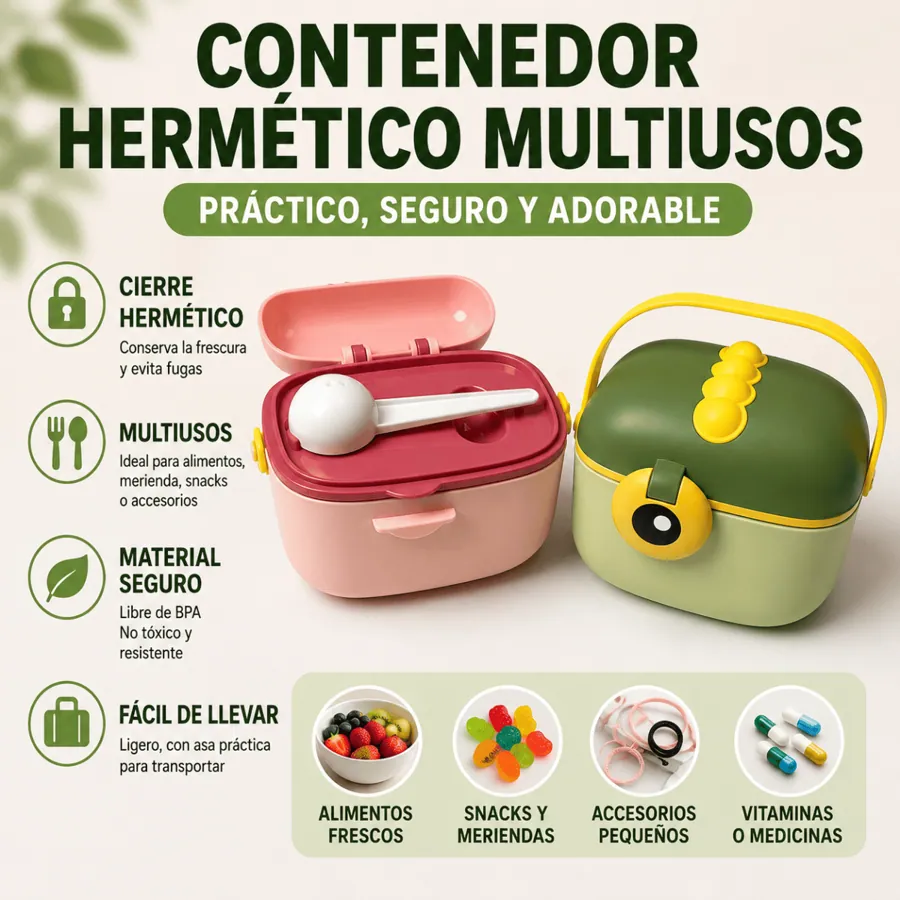 CONTENEDOR
HERMÉTICO MULTIUSOS
PRÁCTICO, SEGURO Y ADORABLE
CIERRE
HERMÉTICO
Conserva la frescura
y evita fugas
MULTIUSOS
Ideal para alimentos,
merienda, snacks
o accesorios
MATERIAL
SEGURO
Libre de BPA
No tóxico y
resistente
FÁCIL DE LLEVAR
Ligero, con asa práctica
para transportar
ALIMENTOS
FRESCOS
SNACKS Y
MERIENDAS
ACCESORIOS
PEQUEÑOS
VITAMINAS
O MEDICINAS